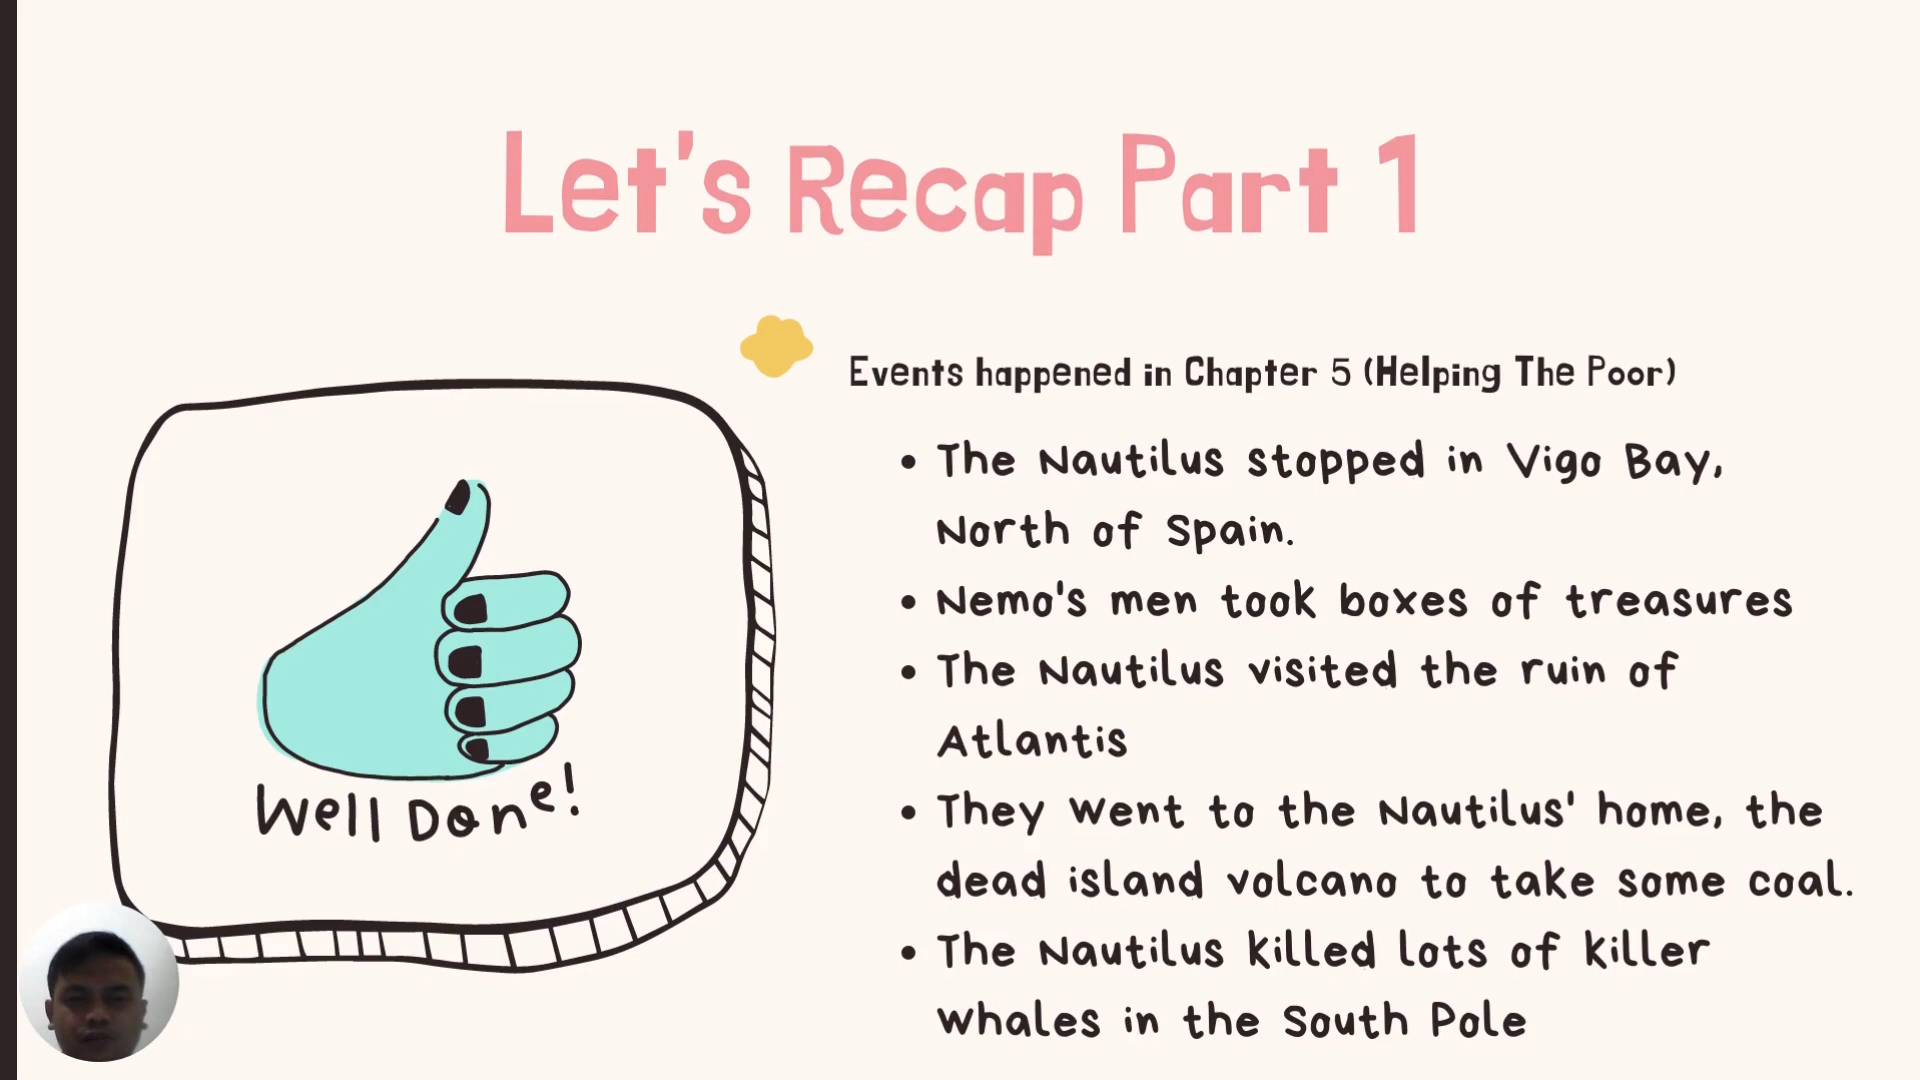 Let's Recap Part 1
Events happened in Chapter 5 (Helping The Poor)
• The Nautilus stopped in Vigo Bay,
North of Spain.
• Nemo's men took boxes of treasures
• The Nautilus visited the ruin of
Atlantis
• They went to the Nautilus' home, the
dead island volcano to take some coal.
• The Nautilus killed lots of killer
whales in the South Pole
Well Done!